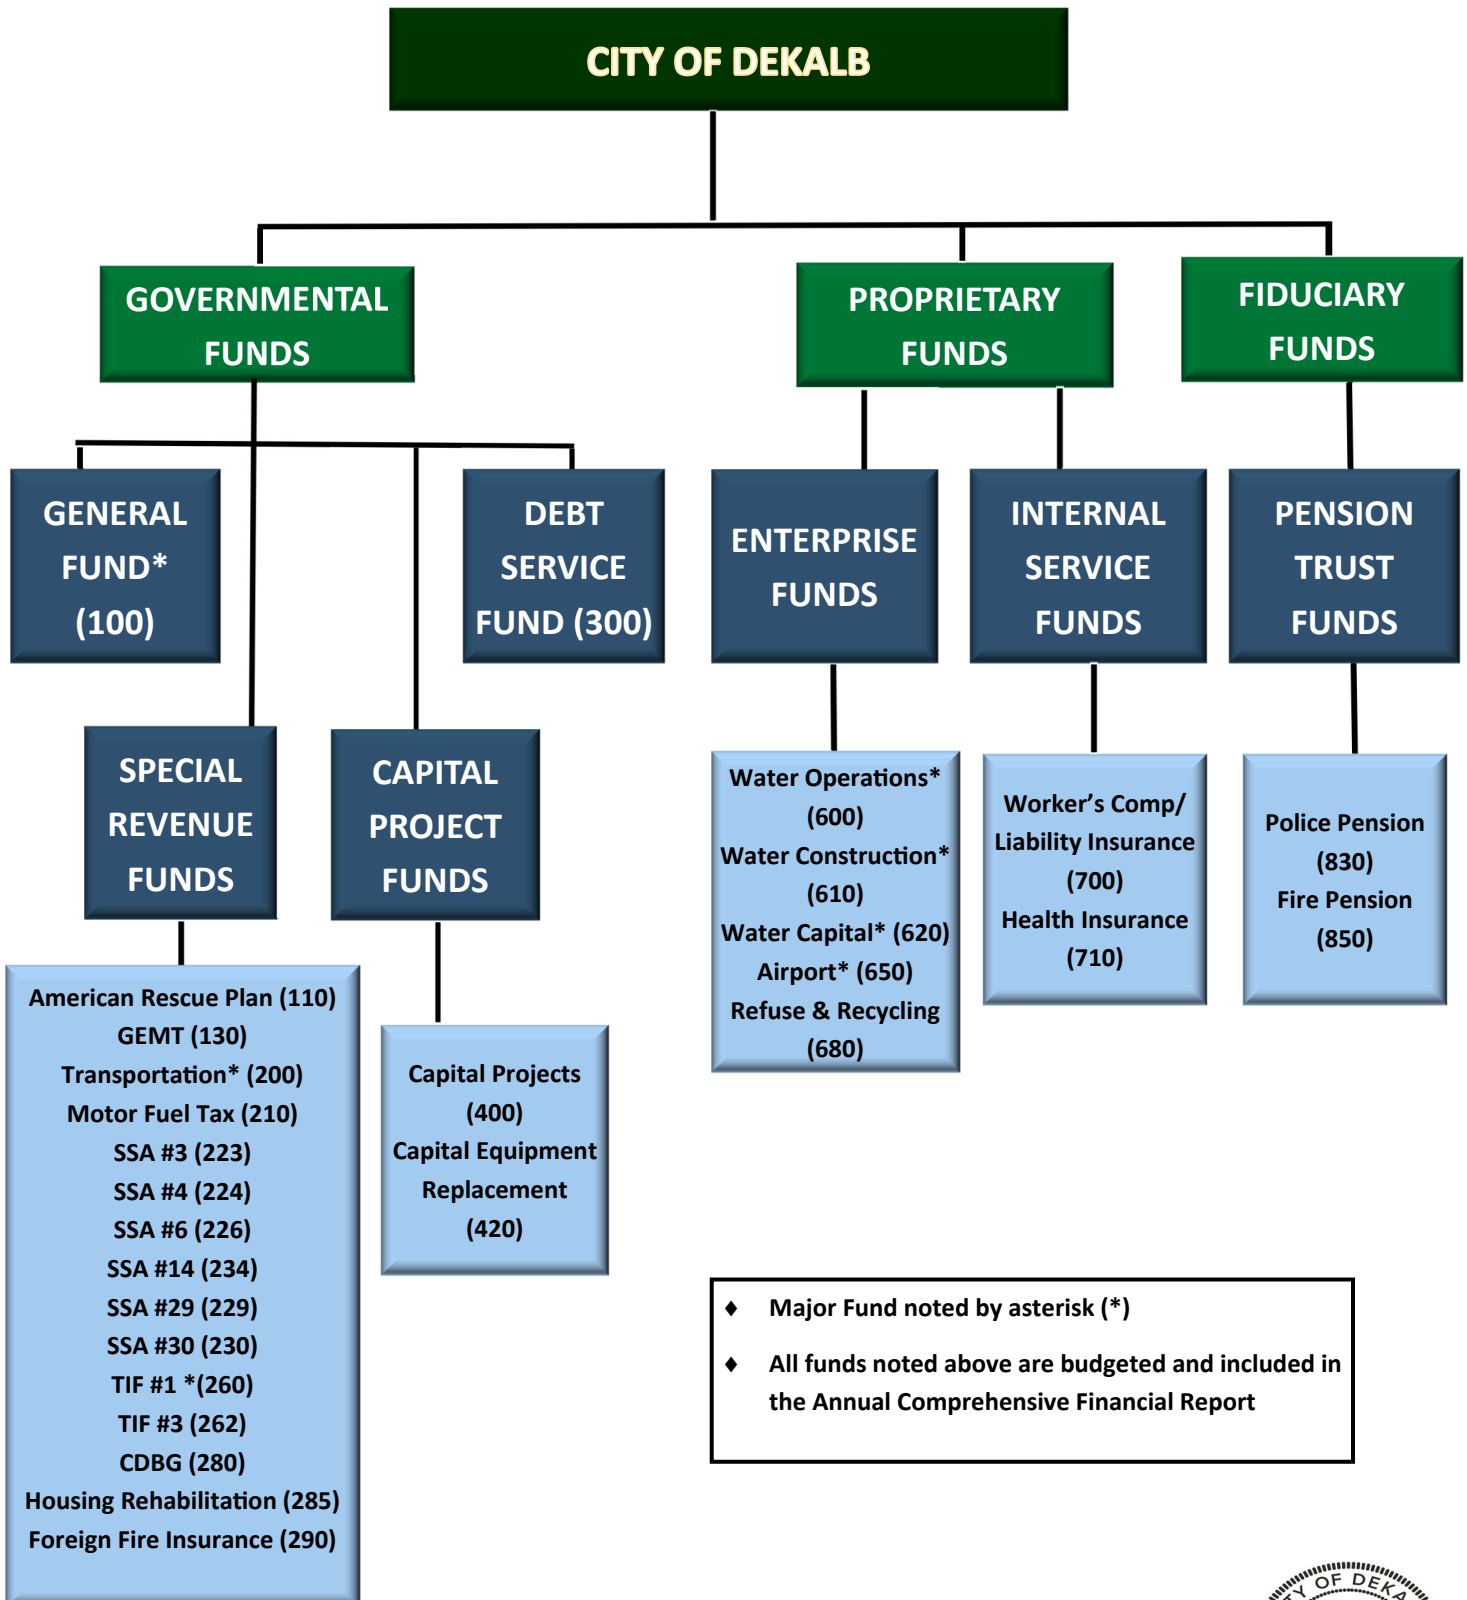 CITY OF DEKALB
GOVERNMENTAL
FUNDS
PROPRIETARY
FUNDS
FIDUCIARY
FUNDS
GENERAL
FUND*
(100)
DEBT
SERVICE
FUND (300)
ENTERPRISE
FUNDS
INTERNAL
SERVICE
FUNDS
PENSION
TRUST
FUNDS
SPECIAL
REVENUE
FUNDS
CAPITAL
PROJECT
FUNDS
Water Operations*
(600)
Water Construction*
(610)
Water Capital* (620)
Airport* (650)
Refuse & Recycling
(680)
Worker’s Comp/
Liability Insurance
(700)
Health Insurance
(710)
Police Pension
(830)
Fire Pension
(850)
American Rescue Plan (110)
GEMT (130)
Transportation* (200)
Motor Fuel Tax (210)
SSA #3 (223)
SSA #4 (224)
SSA #6 (226)
SSA #14 (234)
SSA #29 (229)
SSA #30 (230)
TIF #1 *(260)
TIF #3 (262)
CDBG (280)
Housing Rehabilitation (285)
Foreign Fire Insurance (290)
Capital Projects
(400)
Capital Equipment
Replacement
(420)
♦ Major Fund noted by asterisk (*)
♦ All funds noted above are budgeted and included in
the Annual Comprehensive Financial Report
OF